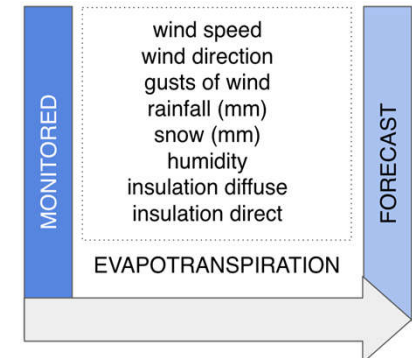 MONITORED
wind speed
wind direction
gusts of wind
rainfall (mm)
snow (mm)
humidity
insulation diffuse
insulation direct
EVAPOTRANSPIRATION
FORECAST